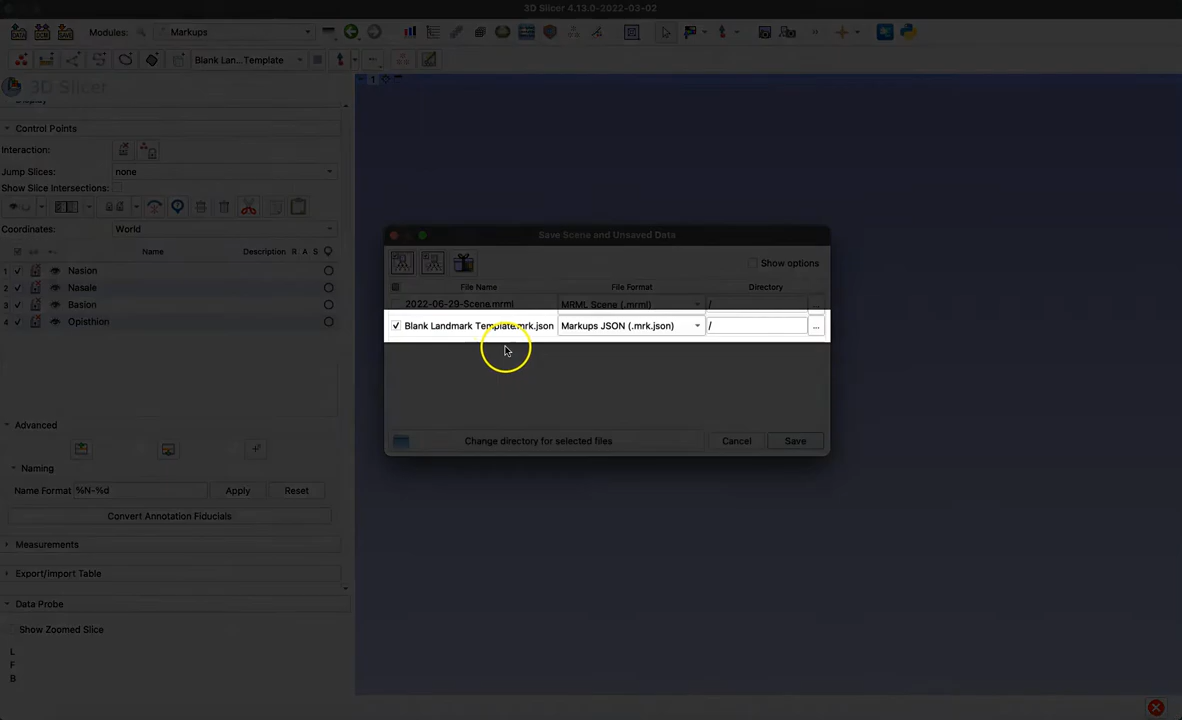 3D Slicer 4.13.0-2022-03-02
Modules:
Markups
Blank Lan...Template
1
3D Slicer
Display
Control Points
Interaction:
Jump Slices:
none
Show Slice Intersections:
Coordinates:
World
Name
Description
R A S
1
Nasion
2
Nasale
3
Basion
4
Opisthion
Advanced
Naming
Name Format
%N-%d
Apply
Reset
Convert Annotation Fiducials
Measurements
Export/Import Table
Data Probe
Show Zoomed Slice
L
F
B
Save Scene and Unsaved Data
Show options
File Name
File Format
Directory
2022-06-29-Scene.mrml
MRML Scene (.mrml)
/
...
Blank Landmark Template.mrk.json
Markups JSON (.mrk.json)
/
...
Change directory for selected files
Cancel
Save